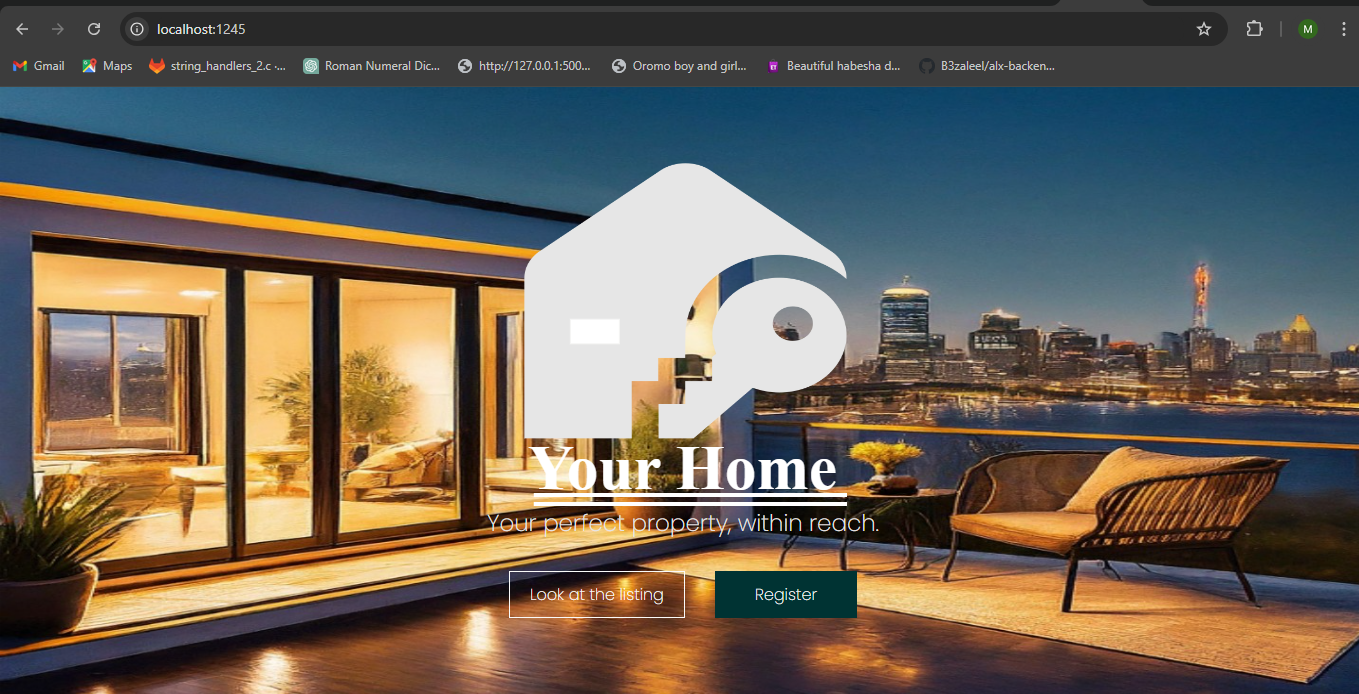 localhost:1245
M
Gmail
Maps
string_handlers_2.c ·...
Roman Numeral Dic...
http://127.0.0.1:500...
Oromo boy and girl...
Beautiful habesha d...
B3zaleel/alx-backen...
Your Home
Your perfect property, within reach.
Look at the listing
Register